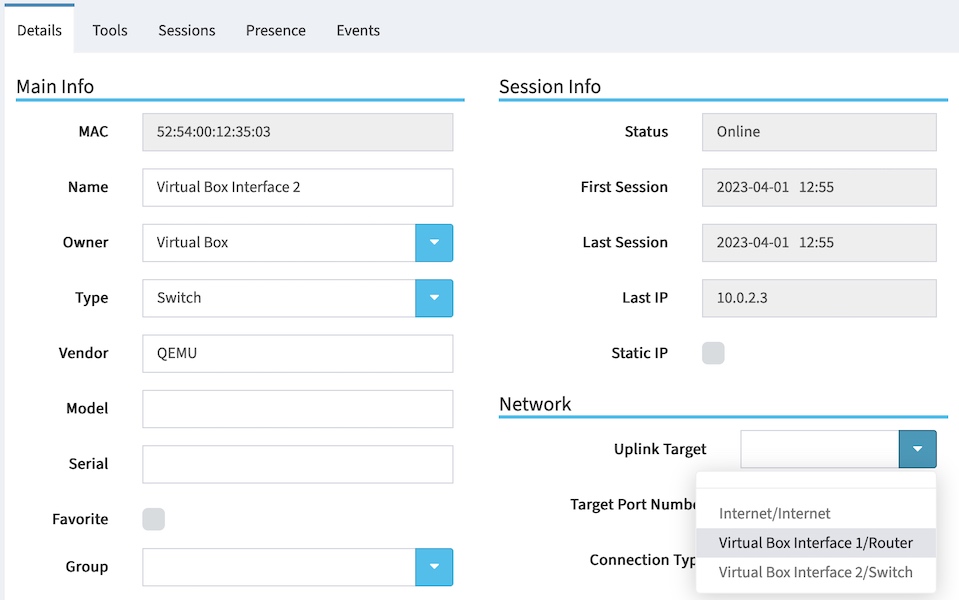 Details Tools Sessions Presence Events
Main Info
MAC 52:54:00:12:35:03
Name Virtual Box Interface 2
Owner Virtual Box
Type Switch
Vendor QEMU
Model
Serial
Favorite
Group
Session Info
Status Online
First Session 2023-04-01 12:55
Last Session 2023-04-01 12:55
Last IP 10.0.2.3
Static IP
Network
Uplink Target
Target Port Numbe
Connection Typ
Internet/Internet
Virtual Box Interface 1/Router
Virtual Box Interface 2/Switch